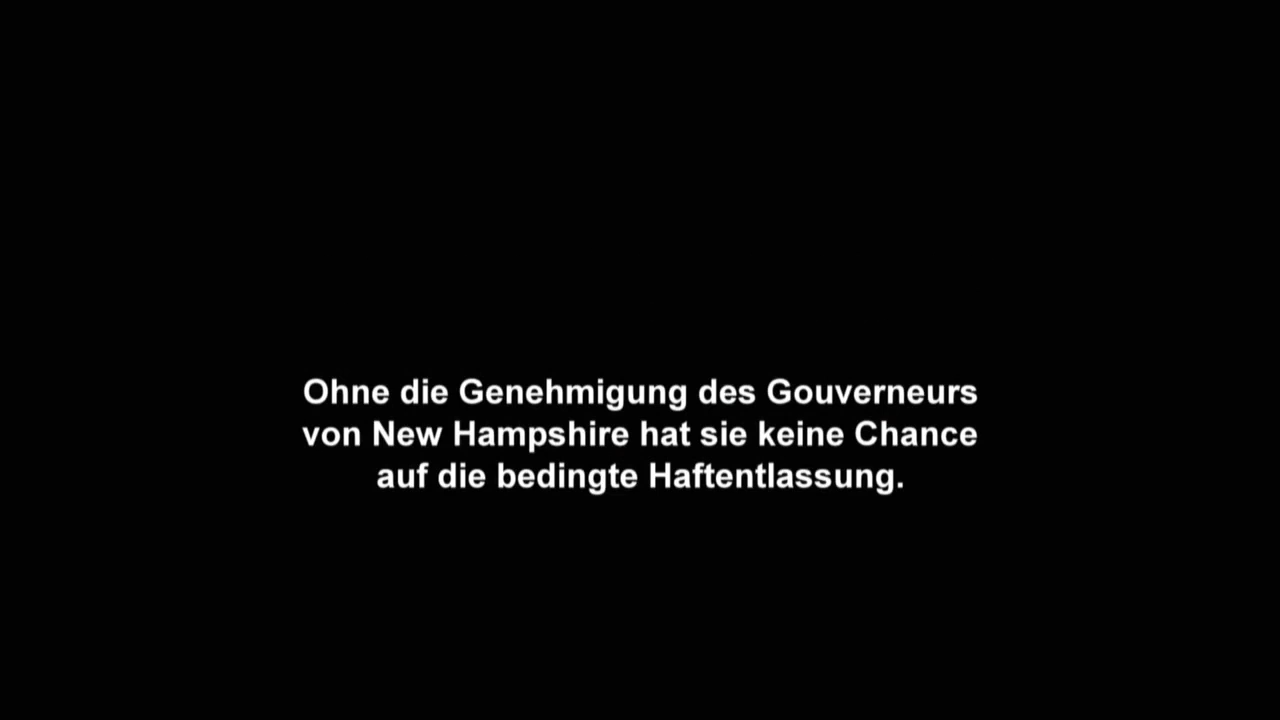 Ohne die Genehmigung des Gouverneurs
von New Hampshire hat sie keine Chance
auf die bedingte Haftentlassung.